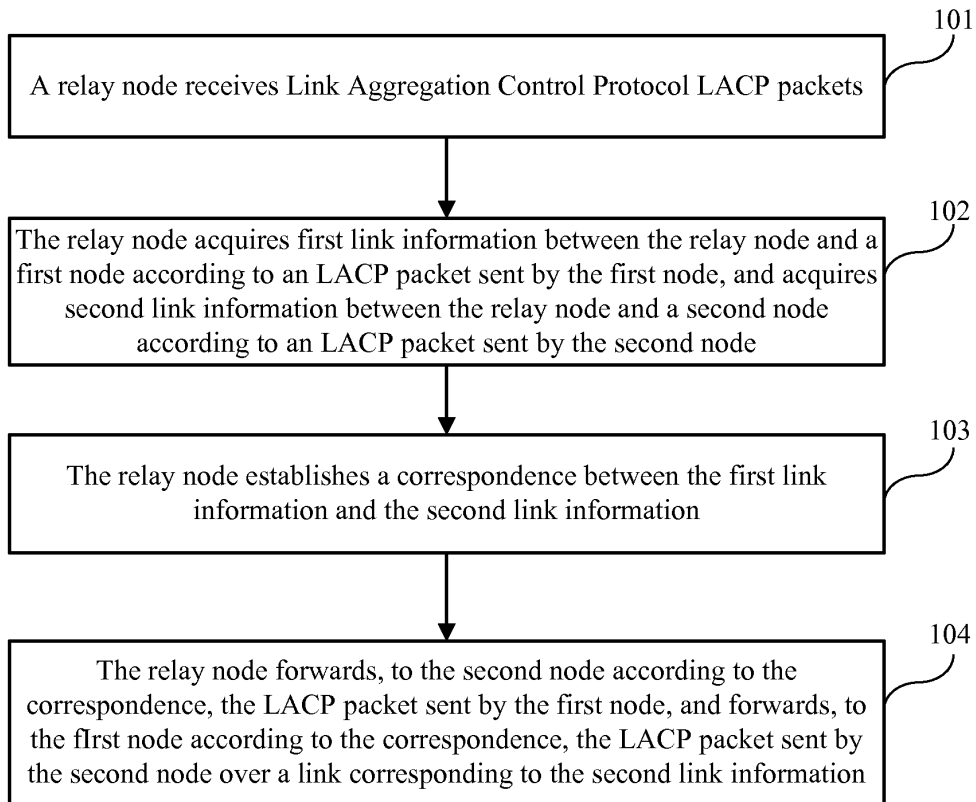 101
A relay node receives Link Aggregation Control Protocol LACP packets
102
The relay node acquires first link information between the relay node and a
first node according to an LACP packet sent by the first node, and acquires
second link information between the relay node and a second node
according to an LACP packet sent by the second node
103
The relay node establishes a correspondence between the first link
information and the second link information
104
The relay node forwards, to the second node according to the
correspondence, the LACP packet sent by the first node, and forwards, to
the fIrst node according to the correspondence, the LACP packet sent by
the second node over a link corresponding to the second link information